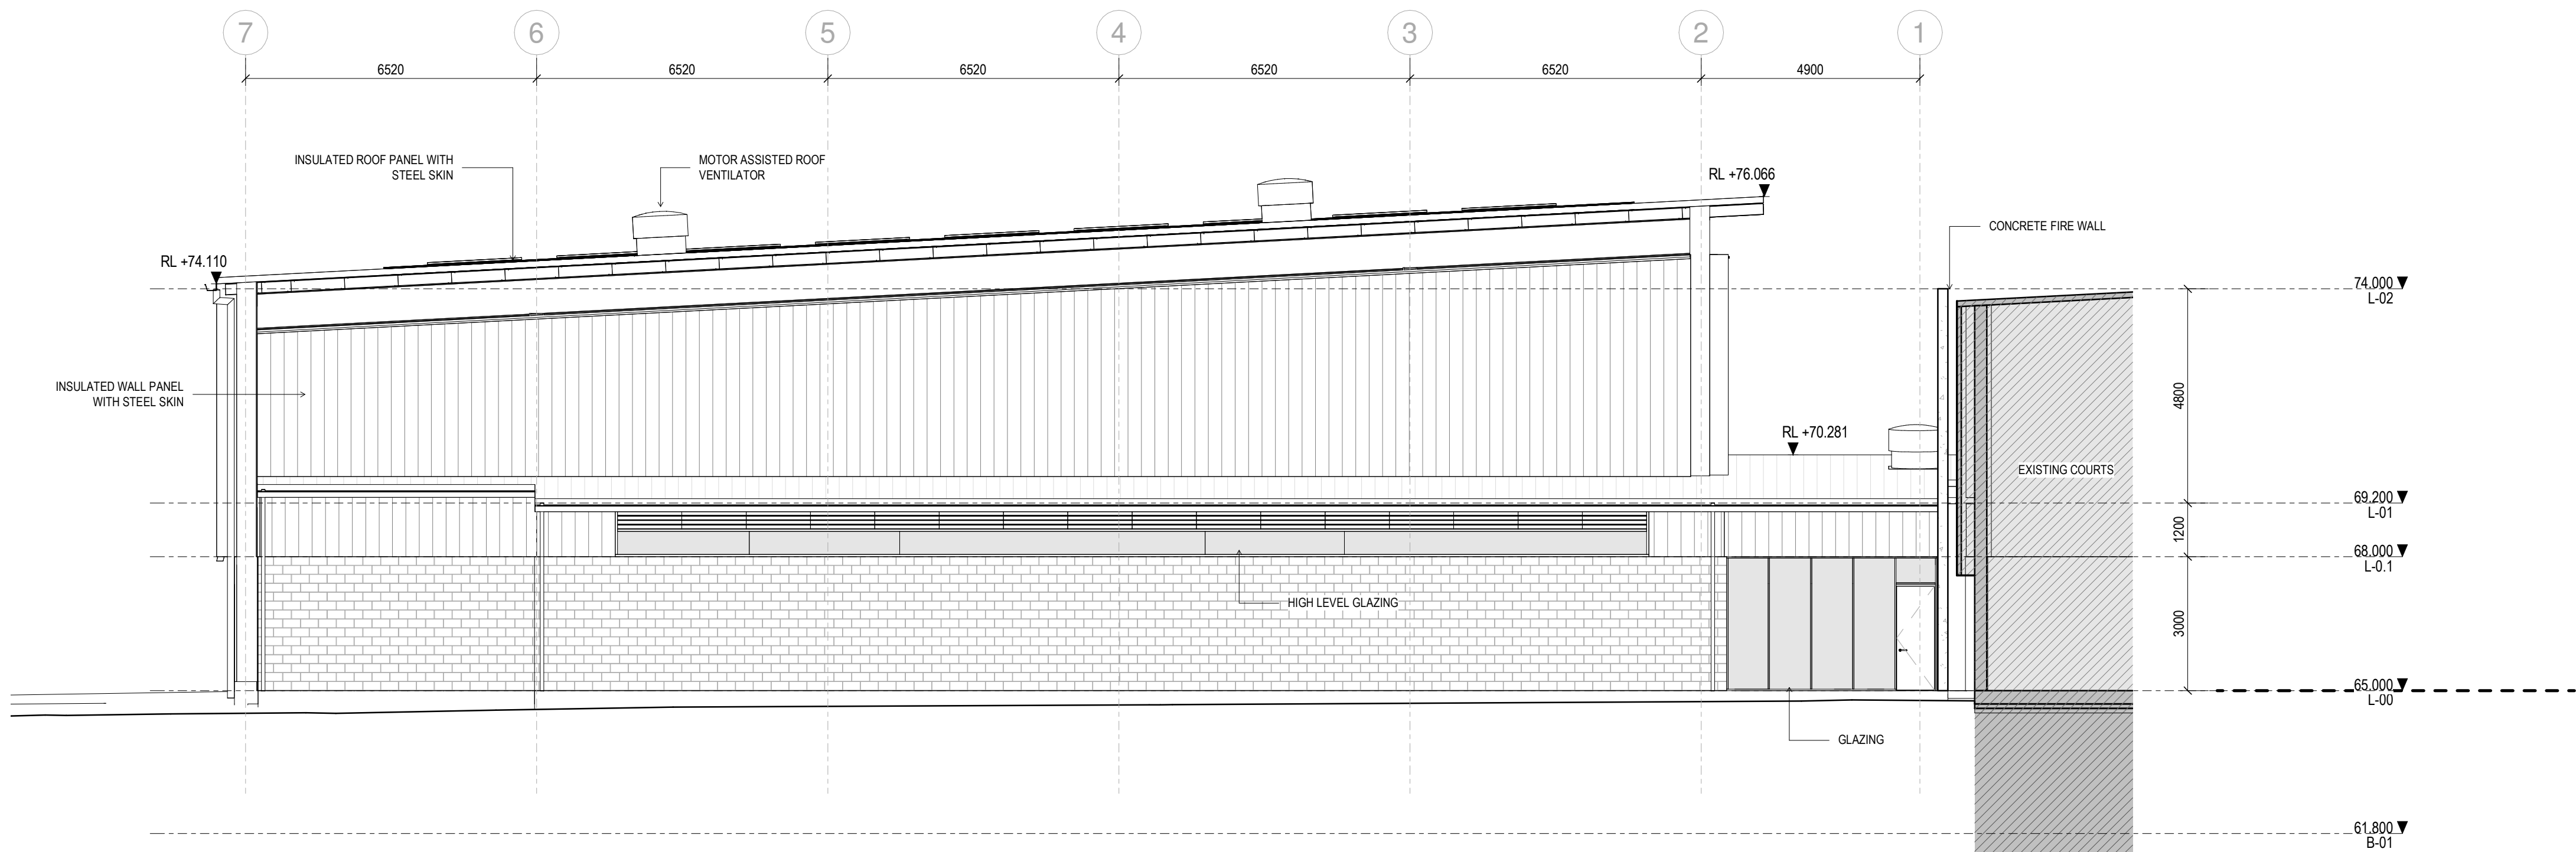 7
6
5
4
3
2
1
6520
6520
6520
6520
6520
4900
INSULATED ROOF PANEL WITH
STEEL SKIN
MOTOR ASSISTED ROOF
VENTILATOR
RL +76.066
CONCRETE FIRE WALL
RL +74.110
74.000
L-02
INSULATED WALL PANEL
WITH STEEL SKIN
4800
RL +70.281
EXISTING COURTS
69.200
L-01
1200
68.000
L-0.1
HIGH LEVEL GLAZING
3000
65.000
L-00
GLAZING
61.800
B-01